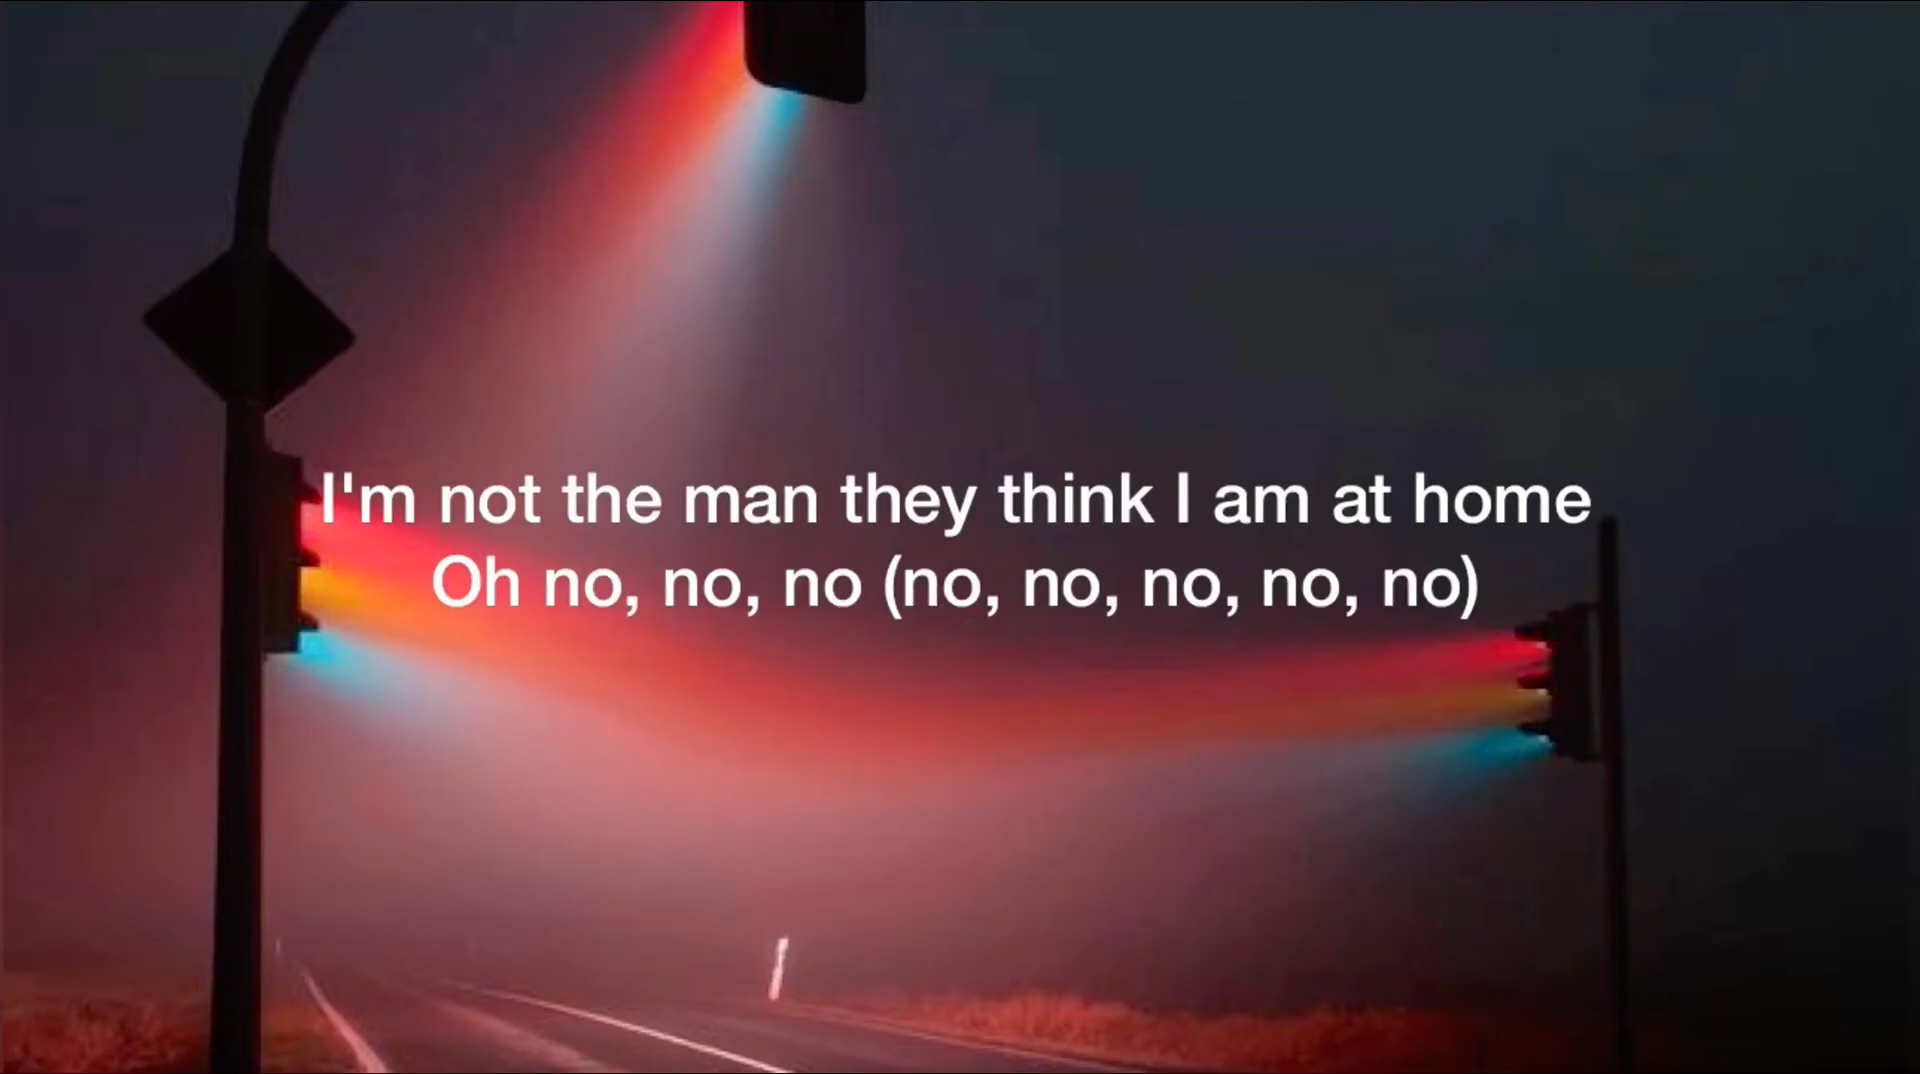 I'm not the man they think I am at home
Oh no, no, no (no, no, no, no, no)